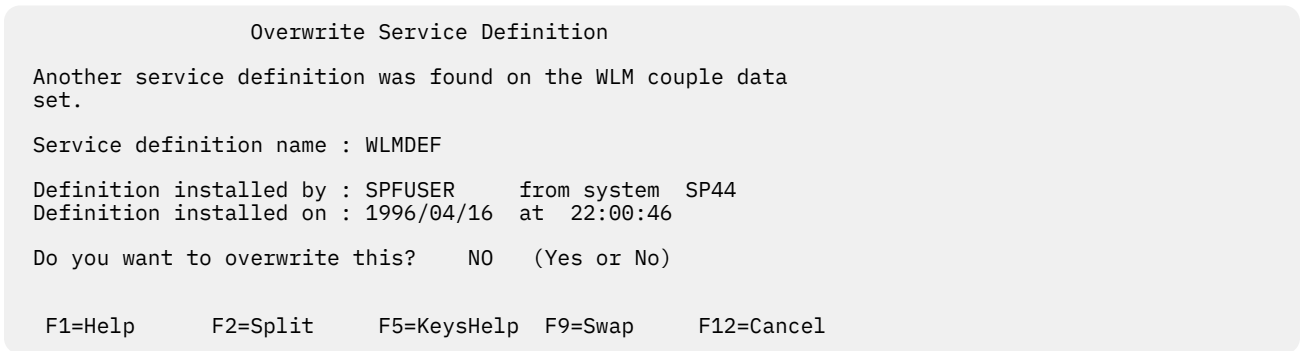 Overwrite Service Definition
Another service definition was found on the WLM couple data
set.
Service definition name : WLMDEF
Definition installed by : SPFUSER     from system  SP44
Definition installed on : 1996/04/16  at  22:00:46
Do you want to overwrite this?    NO   (Yes or No)
F1=Help      F2=Split     F5=KeysHelp  F9=Swap      F12=Cancel